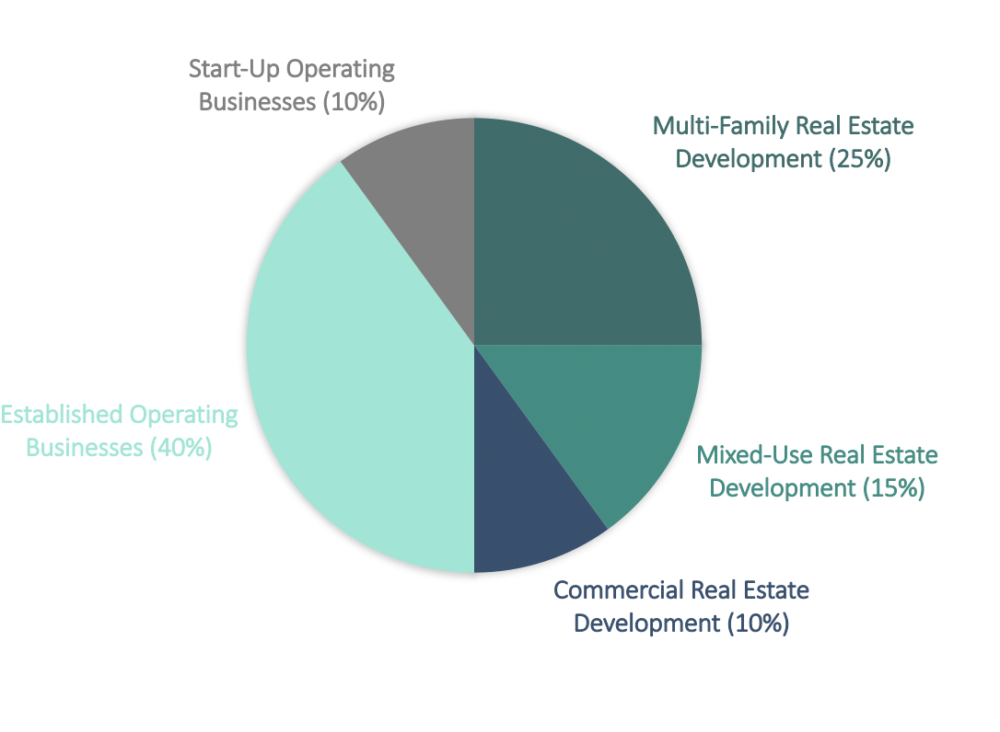 Start-Up Operating
Businesses (10%)
Multi-Family Real Estate
Development (25%)
Established Operating
Businesses (40%)
Mixed-Use Real Estate
Development (15%)
Commercial Real Estate
Development (10%)